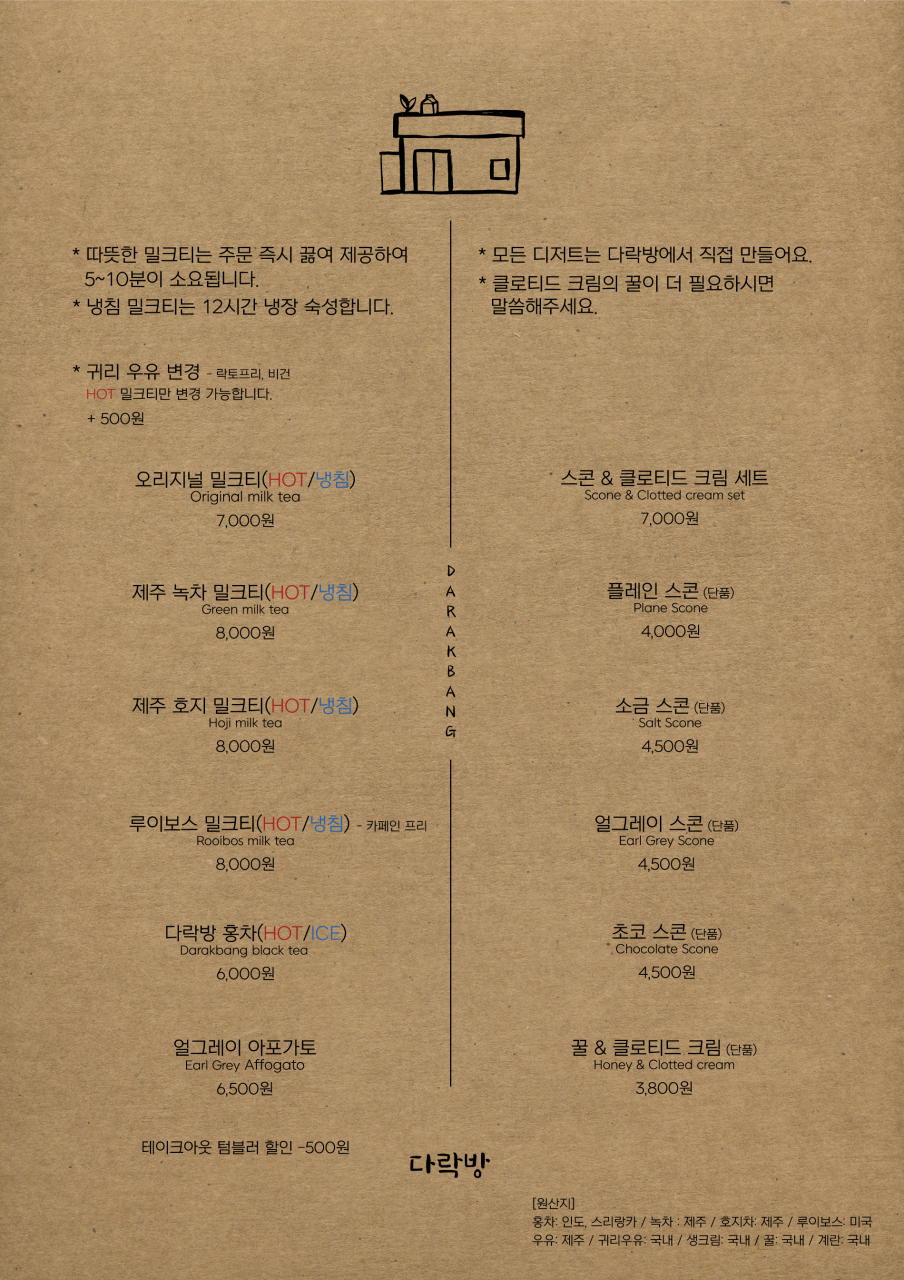 * 따뜻한 밀크티는 주문 즉시 끓여 제공하여
5~10분이 소요됩니다.
* 냉침 밀크티는 12시간 냉장 숙성합니다.
* 귀리 우유 변경 - 락토프리, 비건
HOT 밀크티만 변경 가능합니다.
+ 500원
오리지널 밀크티(HOT/냉침)
Original milk tea
7,000원
제주 녹차 밀크티(HOT/냉침)
Green milk tea
8,000원
제주 호지 밀크티(HOT/냉침)
Hoji milk tea
8,000원
루이보스 밀크티(HOT/냉침) - 카페인 프리
Rooibos milk tea
8,000원
다락방 홍차(HOT/ICE)
Darakbang black tea
6,000원
얼그레이 아포가토
Earl Grey Affogato
6,500원
테이크아웃 텀블러 할인 -500원
DARAKBANG
* 모든 디저트는 다락방에서 직접 만들어요.
* 클로티드 크림의 꿀이 더 필요하시면
말씀해주세요.
스콘 & 클로티드 크림 세트
Scone & Clotted cream set
7,000원
플레인 스콘 (단품)
Plane Scone
4,000원
소금 스콘 (단품)
Salt Scone
4,500원
얼그레이 스콘 (단품)
Earl Grey Scone
4,500원
초코 스콘 (단품)
Chocolate Scone
4,500원
꿀 & 클로티드 크림 (단품)
Honey & Clotted cream
3,800원
다락방
[원산지]
홍차: 인도, 스리랑카 / 녹차 : 제주 / 호지차: 제주 / 루이보스: 미국
우유: 제주 / 귀리우유: 국내 / 생크림: 국내 / 꿀: 국내 / 계란: 국내